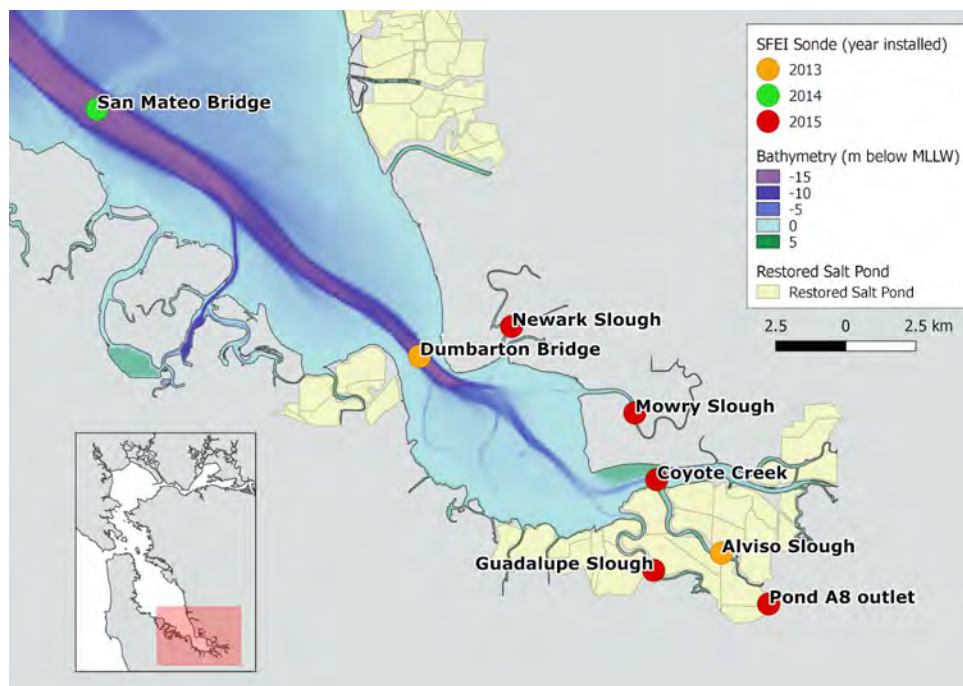 San Mateo Bridge
Newark Slough
Dumbarton Bridge
Mowry Slough
Coyote Creek
Alviso Slough
Guadalupe Slough
Pond A8 outlet
SFEI Sonde (year installed)
2013
2014
2015
Bathymetry (m below MLLW)
-15
-10
-5
0
5
Restored Salt Pond
Restored Salt Pond
2.5 0 2.5 km